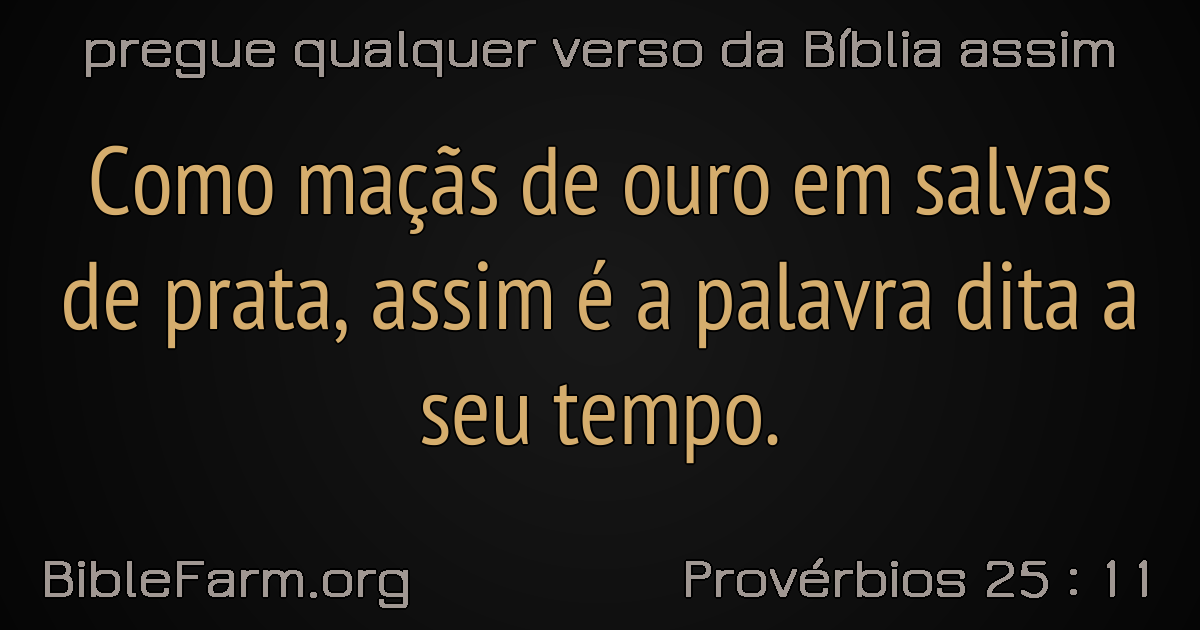 pregue qualquer verso da Bíblia assim
Como maçãs de ouro em salvas
de prata, assim é a palavra dita a
seu tempo.
BibleFarm.org
Provérbios 25 : 11